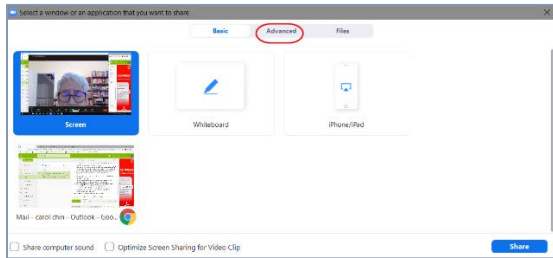 Select a window or an application that you want to share
Basic Advanced Files
Screen
Whiteboard
iPhone/iPad
Mail - carol chin - Outlook - Goo...
Share computer sound Optimize Screen Sharing for Video Clip
Share